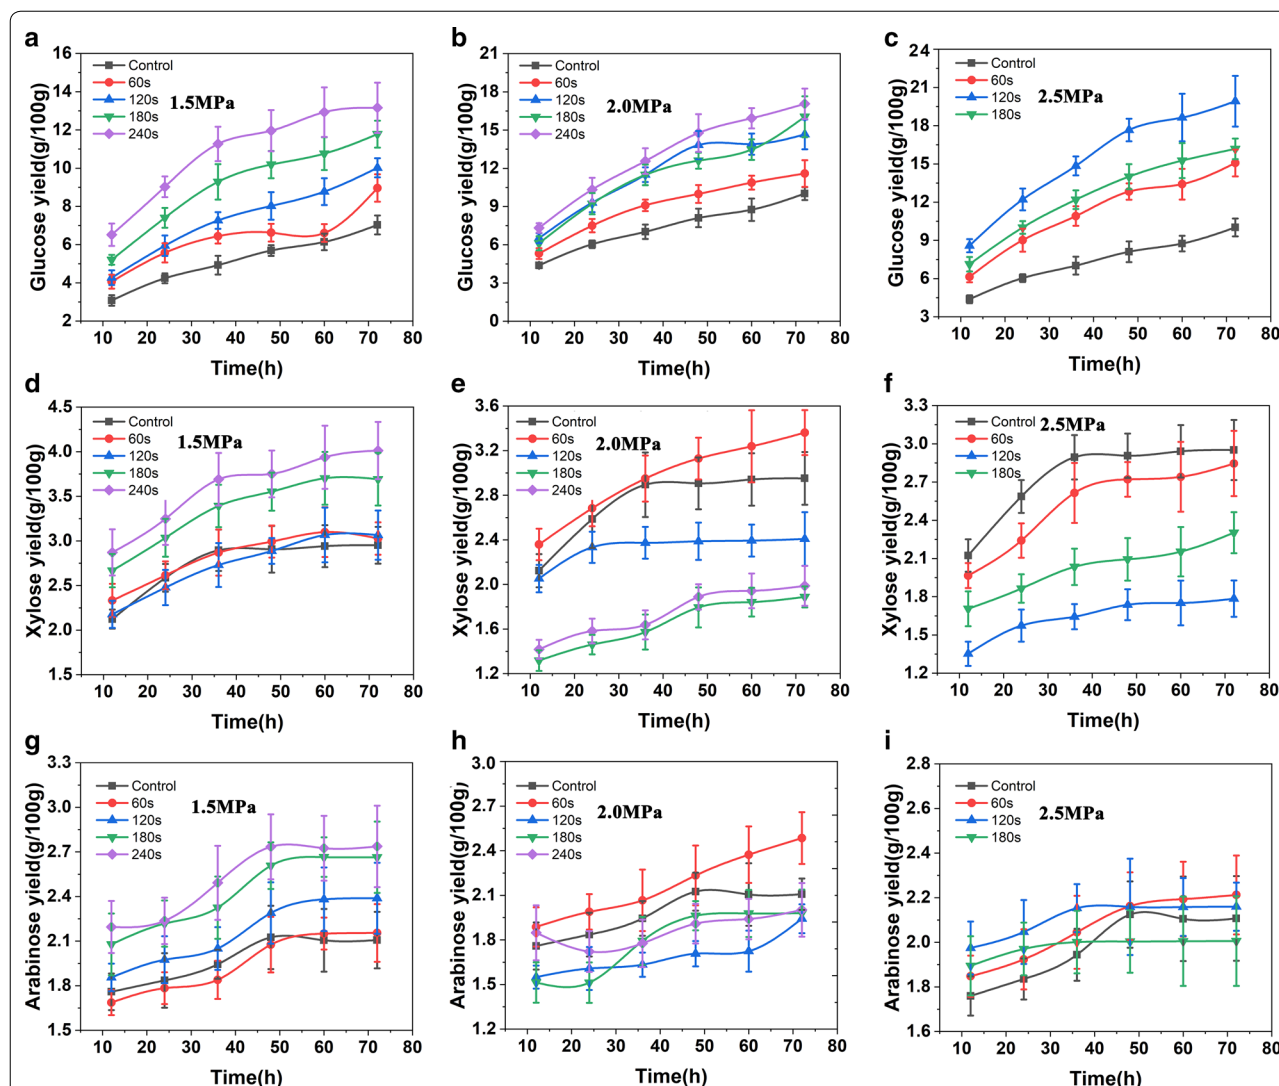 a
Glucose yield(g/100g)
16
14
12
10
8
6
4
2
Control
60s
120s
180s
240s
1.5MPa
10 20 30 40 50 60 70 80
Time(h)
b
Glucose yield(g/100g)
21
18
15
12
9
6
3
0
Control
60s
120s
180s
240s
2.0MPa
0 10 20 30 40 50 60 70 80
Time(h)
c
Glucose yield(g/100g)
24
21
18
15
12
9
6
3
Control
60s
120s
180s
2.5MPa
10 20 30 40 50 60 70 80
Time(h)
d
Xylose yield(g/100g)
4.5
4.0
3.5
3.0
2.5
2.0
1.5
Control
60s
120s
180s
240s
1.5MPa
10 20 30 40 50 60 70 80
Time(h)
e
Xylose yield(g/100g)
3.6
3.2
2.8
2.4
2.0
1.6
1.2
Control
60s
120s
180s
240s
2.0MPa
10 20 30 40 50 60 70 80
Time(h)
f
Xylose yield(g/100g)
3.3
3.0
2.7
2.4
2.1
1.8
1.5
1.2
Control
60s
120s
180s
2.5MPa
10 20 30 40 50 60 70 80
Time(h)
g
Arabinose yield(g/100g)
3.3
3.0
2.7
2.4
2.1
1.8
1.5
Control
60s
120s
180s
240s
1.5MPa
10 20 30 40 50 60 70 80
Time(h)
h
Arabinose yield(g/100g)
3.0
2.7
2.4
2.1
1.8
1.5
1.2
Control
60s
120s
180s
240s
2.0MPa
10 20 30 40 50 60 70 80
Time(h)
i
Arabinose yield(g/100g)
2.8
2.6
2.4
2.2
2.0
1.8
1.6
Control
60s
120s
180s
2.5MPa
10 20 30 40 50 60 70 80
Time(h)